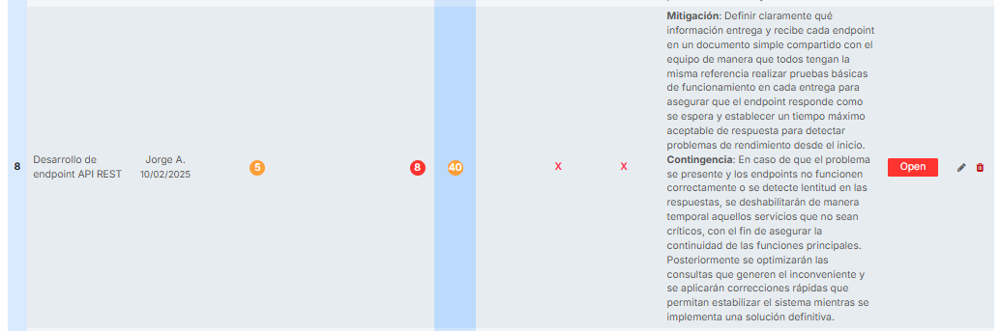 Mitigación: Definir claramente qué
información entrega y recibe cada endpoint
en un documento simple compartido con el
equipo de manera que todos tengan la
misma referencia realizar pruebas básicas
de funcionamiento en cada entrega para
asegurar que el endpoint responde como
se espera y establecer un tiempo máximo
aceptable de respuesta para detectar
problemas de rendimiento desde el inicio.
8
Desarrollo de
endpoint API REST
Jorge A.
10/02/2025
5
8
40
X
X
Contingencia: En caso de que el problema
se presente y los endpoints no funcionen
correctamente o se detecte lentitud en las
respuestas, se deshabilitarán de manera
temporal aquellos servicios que no sean
críticos, con el fin de asegurar la
continuidad de las funciones principales.
Posteriormente se optimizarán las
consultas que generen el inconveniente y
se aplicarán correcciones rápidas que
permitan estabilizar el sistema mientras se
implementa una solución definitiva.
Open